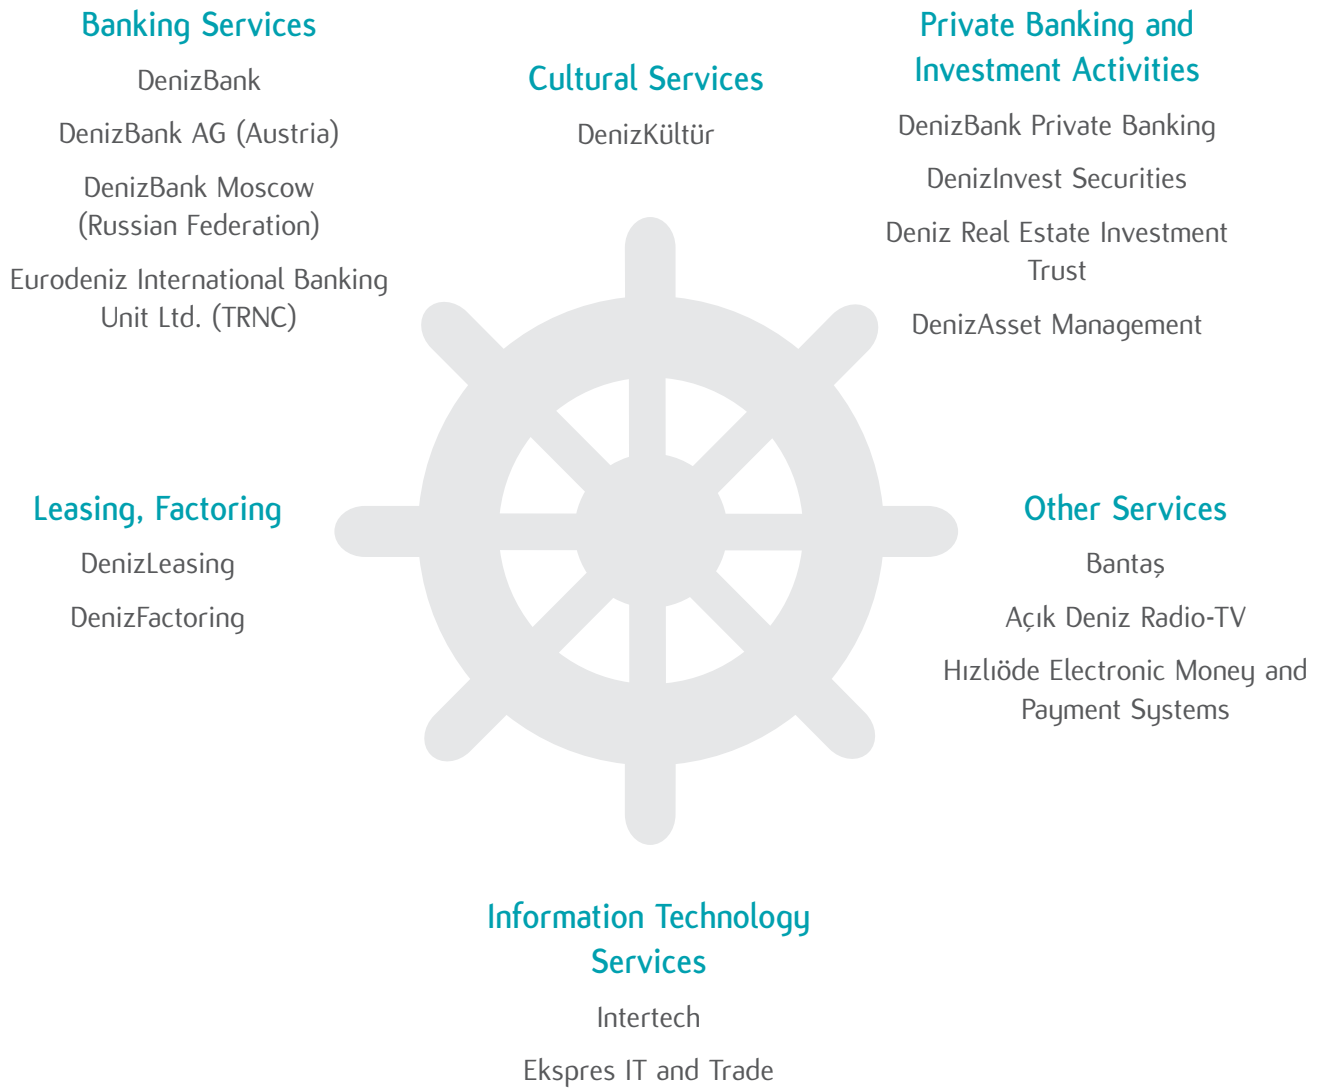 Banking Services
DenizBank
DenizBank AG (Austria)
DenizBank Moscow
(Russian Federation)
Eurodeniz International Banking
Unit Ltd. (TRNC)
Cultural Services
DenizKültür
Private Banking and
Investment Activities
DenizBank Private Banking
DenizInvest Securities
Deniz Real Estate Investment
Trust
DenizAsset Management
Leasing, Factoring
DenizLeasing
DenizFactoring
Other Services
Bantaş
Açık Deniz Radio-TV
Hızlıöde Electronic Money and
Payment Systems
Information Technology
Services
Intertech
Ekspres IT and Trade